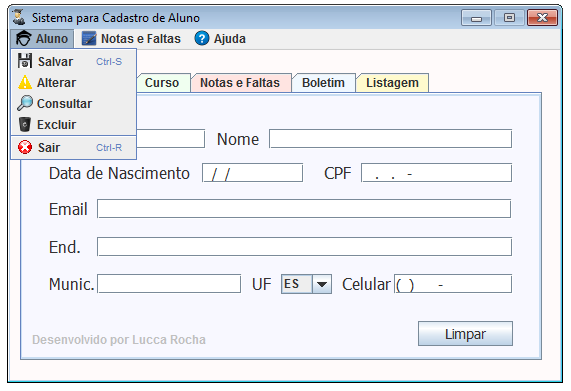 Sistema para Cadastro de Aluno
Aluno Notas e Faltas Ajuda
Salvar Ctrl-S
Alterar
Consultar
Excluir
Sair Ctrl-R
Curso Notas e Faltas Boletim Listagem
Nome
Data de Nascimento / / CPF . . -
Email
End.
Munic. UF ES Celular ( ) -
Desenvolvido por Lucca Rocha Limpar